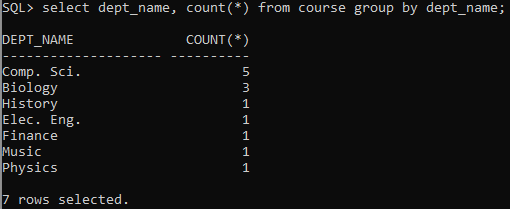 SQL> select dept_name, count(*) from course group by dept_name;
DEPT_NAME COUNT(*)
-------------------- ----------
Comp. Sci. 5
Biology 3
History 1
Elec. Eng. 1
Finance 1
Music 1
Physics 1
7 rows selected.